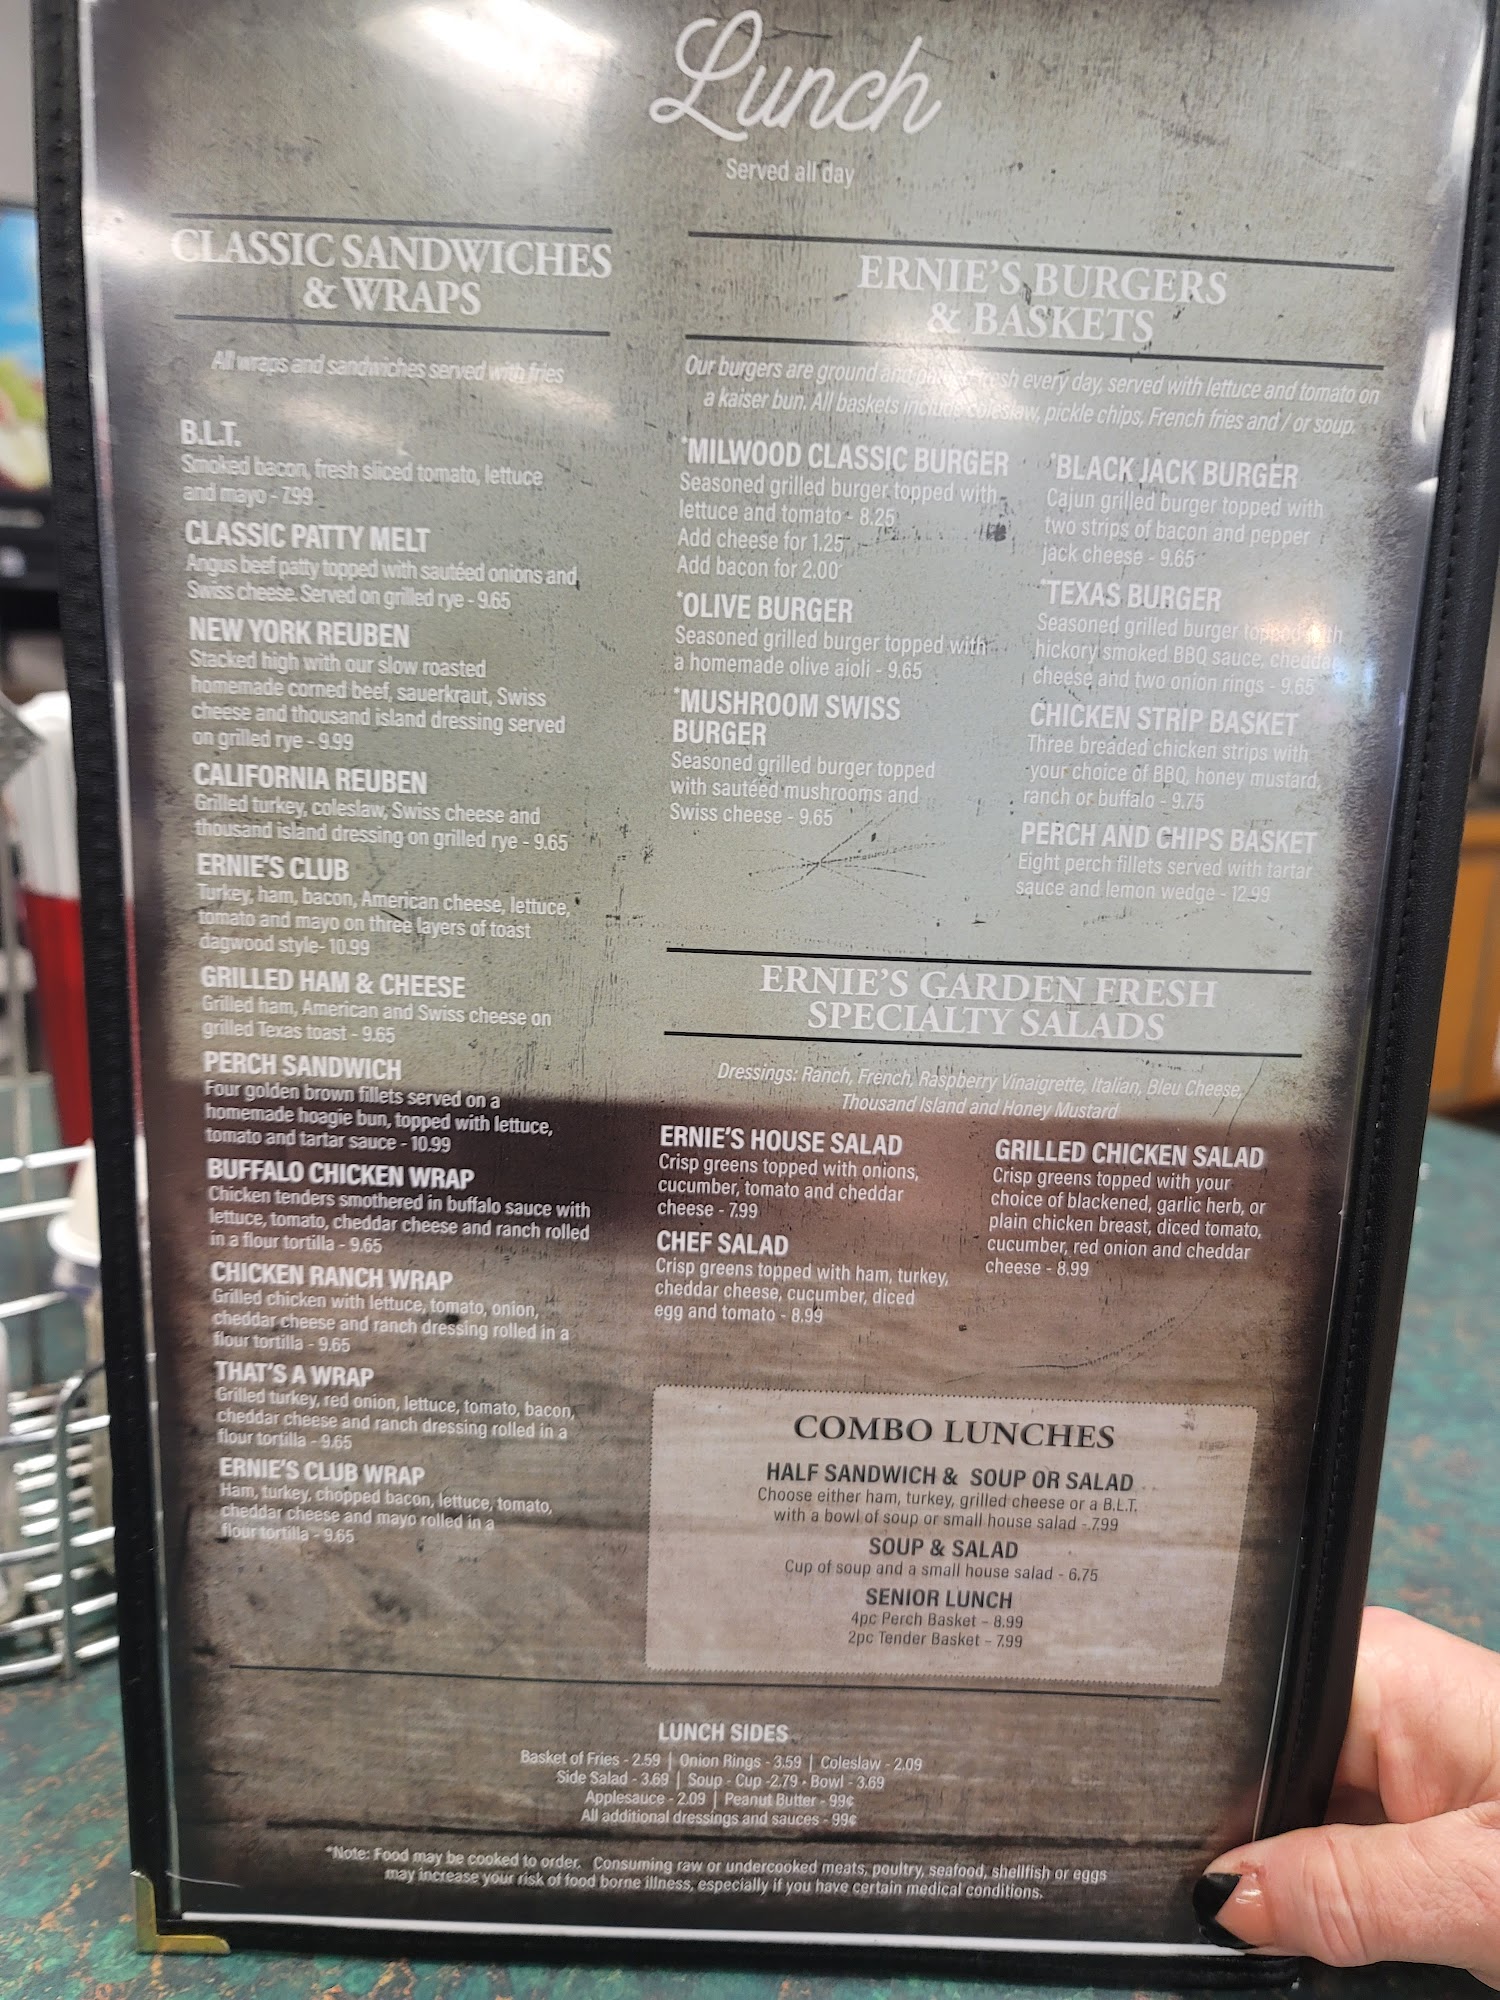 Lunch
Served all day
CLASSIC SANDWICHES
& WRAPS
All wraps and sandwiches served with fries
B.L.T.
Smoked bacon, fresh sliced tomato, lettuce
and mayo - 7.99
CLASSIC PATTY MELT
Angus beef patty topped with sautéed onions and
Swiss cheese. Served on grilled rye - 9.65
NEW YORK REUBEN
Stacked high with our slow roasted
homemade corned beef, sauerkraut, Swiss
cheese and thousand island dressing served
on grilled rye - 9.99
CALIFORNIA REUBEN
Grilled turkey, coleslaw, Swiss cheese and
thousand island dressing on grilled rye - 9.65
ERNIE'S CLUB
Turkey, ham, bacon, American cheese, lettuce,
tomato and mayo on three layers of toast
dagwood style- 10.99
GRILLED HAM & CHEESE
Grilled ham, American and Swiss cheese on
grilled Texas toast - 9.65
PERCH SANDWICH
Four golden brown fillets served on a
homemade hoagie bun, topped with lettuce,
tomato and tartar sauce - 10.99
BUFFALO CHICKEN WRAP
Chicken tenders smothered in buffalo sauce with
lettuce, tomato, cheddar cheese and ranch rolled
in a flour tortilla - 9.65
CHICKEN RANCH WRAP
Grilled chicken with lettuce, tomato, onion,
cheddar cheese and ranch dressing rolled in a
flour tortilla - 9.65
THAT'S A WRAP
Grilled turkey, red onion, lettuce, tomato, bacon,
cheddar cheese and ranch dressing rolled in a
flour tortilla - 9.65
ERNIE'S CLUB WRAP
Ham, turkey, chopped bacon, lettuce, tomato,
cheddar cheese and mayo rolled in a
flour tortilla - 9.65
ERNIE'S BURGERS
& BASKETS
Our burgers are ground and fresh every day, served with lettuce and tomato on
a kaiser bun. All baskets include coleslaw, pickle chips, French fries and / or soup.
*MILWOOD CLASSIC BURGER
Seasoned grilled burger topped with
lettuce and tomato - 8.25
Add cheese for 1.25
Add bacon for 2.00
*OLIVE BURGER
Seasoned grilled burger topped with
a homemade olive aioli - 9.65
*MUSHROOM SWISS
BURGER
Seasoned grilled burger topped
with sautéed mushrooms and
Swiss cheese - 9.65
*BLACK JACK BURGER
Cajun grilled burger topped with
two strips of bacon and pepper
jack cheese - 9.65
*TEXAS BURGER
Seasoned grilled burger topped with
hickory smoked BBQ sauce, cheddar
cheese and two onion rings - 9.65
CHICKEN STRIP BASKET
Three breaded chicken strips with
your choice of BBQ, honey mustard,
ranch or buffalo - 9.75
PERCH AND CHIPS BASKET
Eight perch fillets served with tartar
sauce and lemon wedge - 12.99
ERNIE'S GARDEN FRESH
SPECIALTY SALADS
Dressings: Ranch, French, Raspberry Vinaigrette, Italian, Bleu Cheese,
Thousand Island and Honey Mustard
ERNIE'S HOUSE SALAD
Crisp greens topped with onions,
cucumber, tomato and cheddar
cheese - 7.99
CHEF SALAD
Crisp greens topped with ham, turkey,
cheddar cheese, cucumber, diced
egg and tomato - 8.99
GRILLED CHICKEN SALAD
Crisp greens topped with your
choice of blackened, garlic herb, or
plain chicken breast, diced tomato,
cucumber, red onion and cheddar
cheese - 8.99
COMBO LUNCHES
HALF SANDWICH & SOUP OR SALAD
Choose either ham, turkey, grilled cheese or a B.L.T.
with a bowl of soup or small house salad - 7.99
SOUP & SALAD
Cup of soup and a small house salad - 6.75
SENIOR LUNCH
4pc Perch Basket – 8.99
2pc Tender Basket – 7.99
LUNCH SIDES
Basket of Fries - 2.59 | Onion Rings - 3.59 | Coleslaw - 2.09
Side Salad - 3.69 | Soup - Cup -2.79 • Bowl - 3.69
Applesauce - 2.09 | Peanut Butter - 99¢
All additional dressings and sauces - 99¢
*Note: Food may be cooked to order. Consuming raw or undercooked meats, poultry, seafood, shellfish or eggs
may increase your risk of food borne illness, especially if you have certain medical conditions.